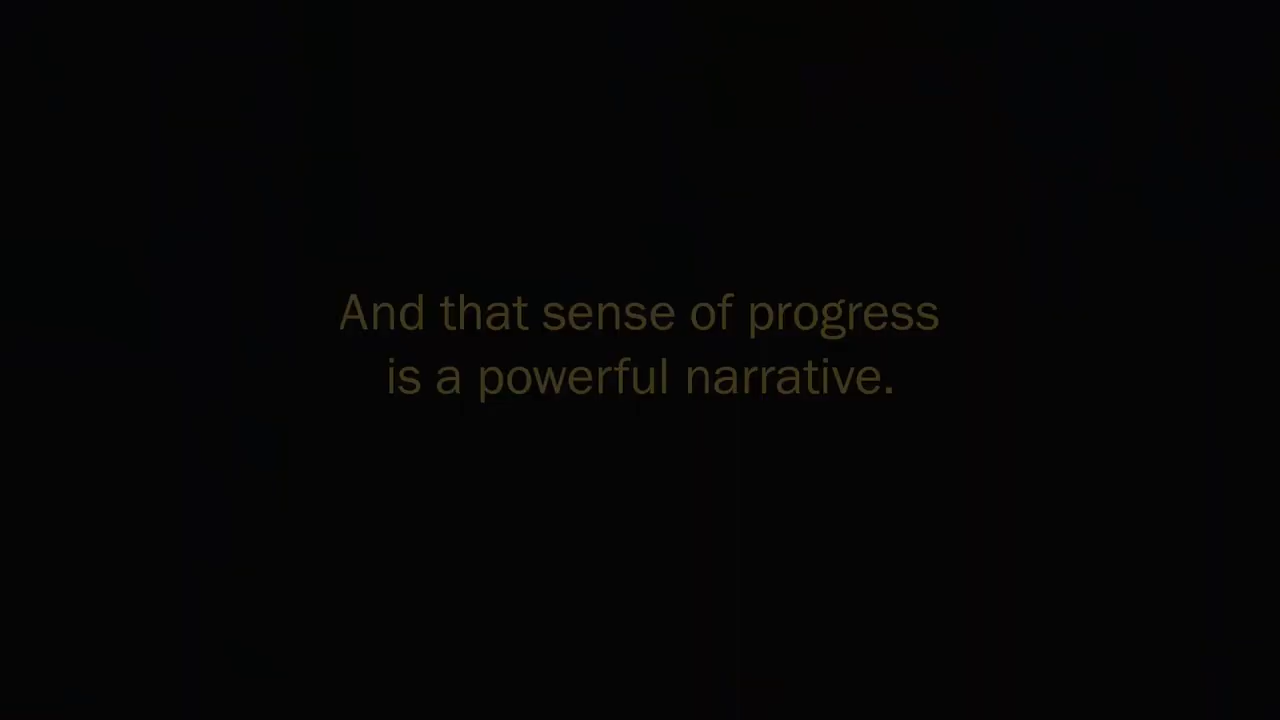 And that sense of progress
is a powerful narrative.